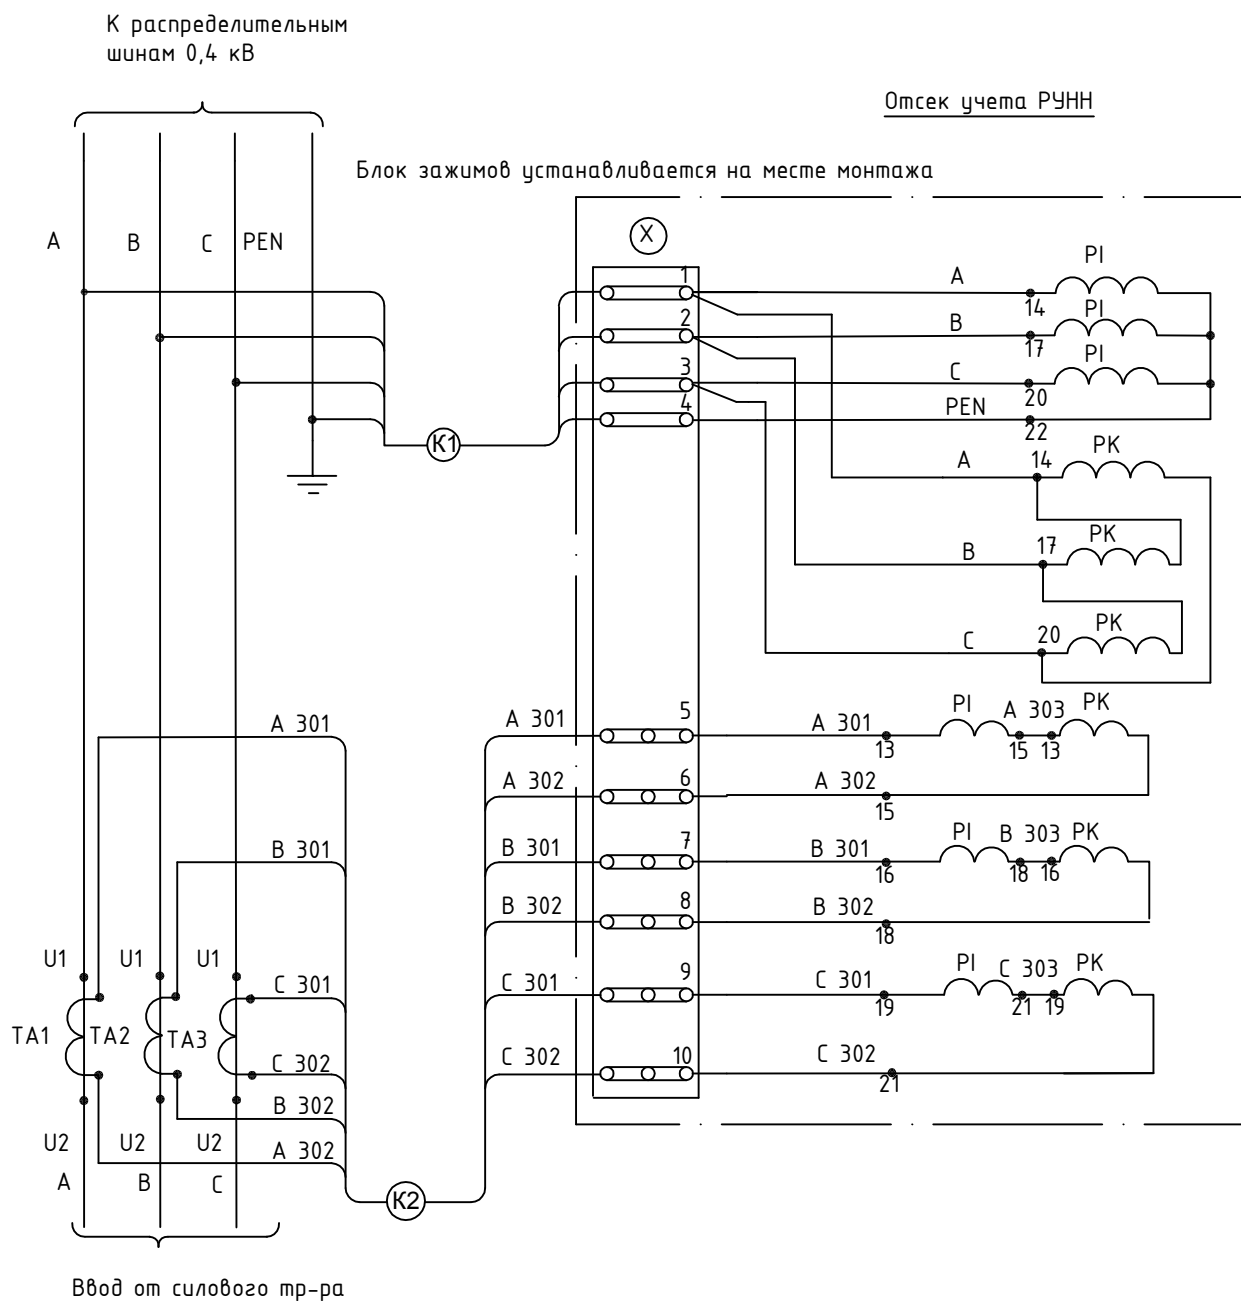 К распределительным
шинам 0,4 кВ
Отсек учета РУНН
Блок зажимов устанавливается на месте монтажа
X
A
B
C
PEN
1
A
PI
14
2
B
PI
17
3
C
PI
20
4
PEN
22
К1
A
14
PK
B
17
PK
C
20
PK
A 301
A 301
5
A 301
13
PI
A 303
15
13
PK
A 302
6
A 302
15
B 301
B 301
7
B 301
16
PI
B 303
18
16
PK
B 302
8
B 302
18
U1
U1
U1
C 301
C 301
9
C 301
19
PI
C 303
21
19
PK
TA1
TA2
TA3
C 302
C 302
10
C 302
21
B 302
U2
U2
U2
A 302
A
B
C
К2
Ввод от силового тр-ра